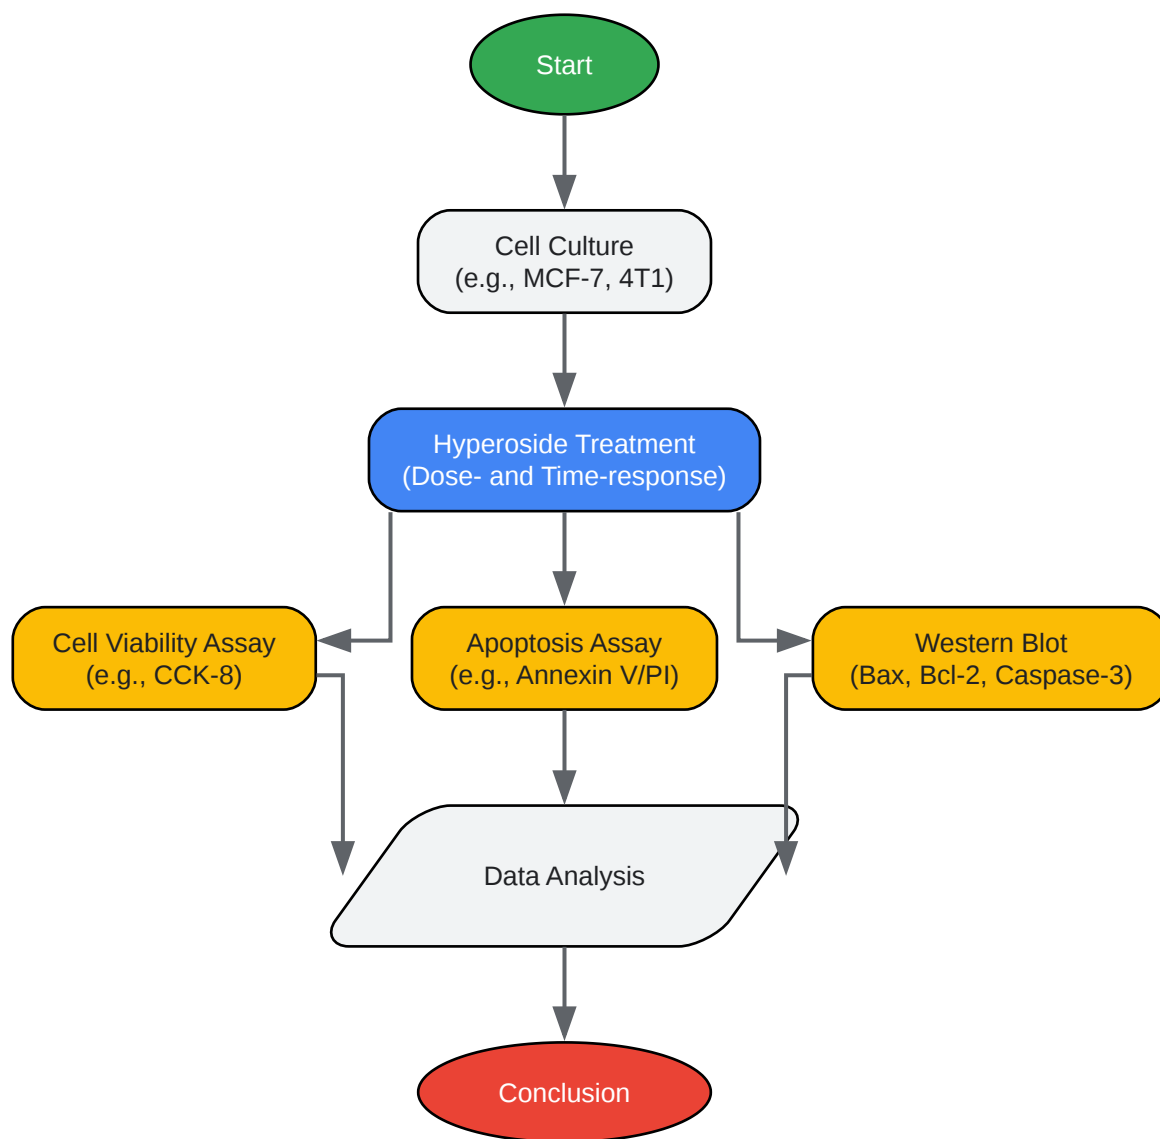 Start
Cell Culture
(e.g., MCF-7, 4T1)
Hyperoside Treatment
(Dose- and Time-response)
Cell Viability Assay
(e.g., CCK-8)
Apoptosis Assay
(e.g., Annexin V/PI)
Western Blot
(Bax, Bcl-2, Caspase-3)
Data Analysis
Conclusion